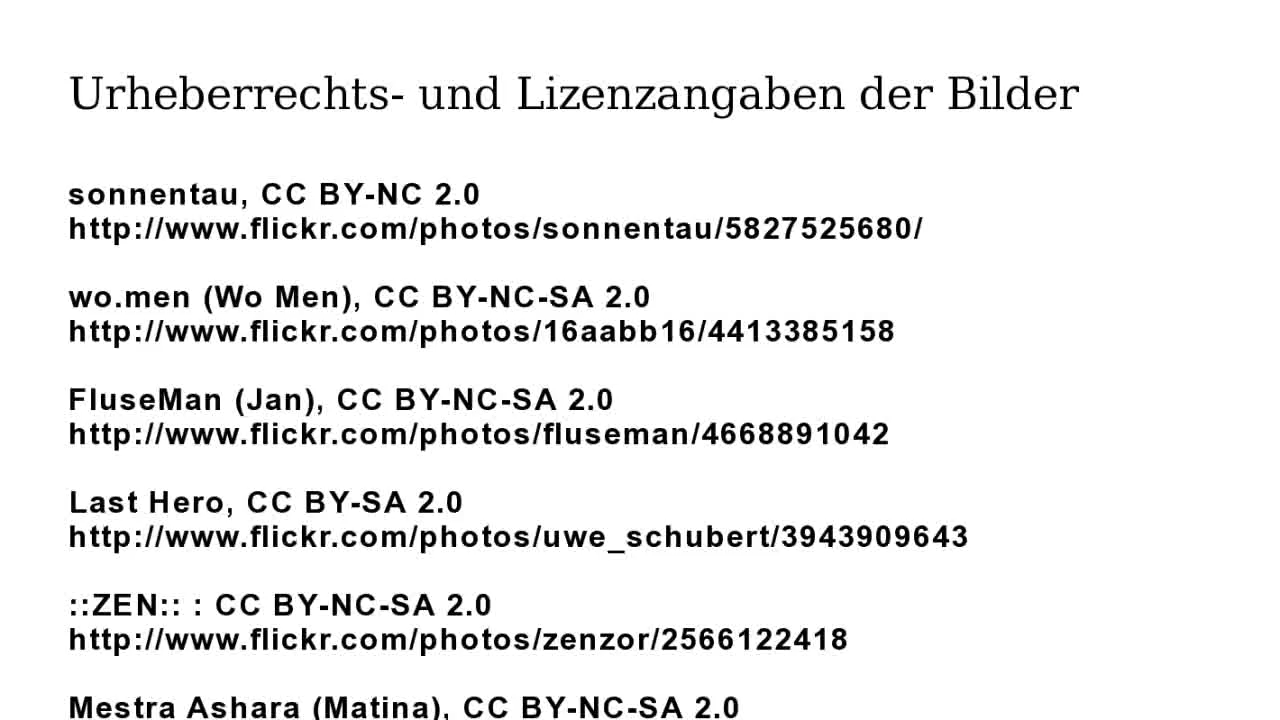 Urheberrechts- und Lizenzangaben der Bilder
sonnentau, CC BY-NC 2.0
http://www.flickr.com/photos/sonnentau/5827525680/
wo.men (Wo Men), CC BY-NC-SA 2.0
http://www.flickr.com/photos/16aabb16/4413385158
FluseMan (Jan), CC BY-NC-SA 2.0
http://www.flickr.com/photos/fluseman/4668891042
Last Hero, CC BY-SA 2.0
http://www.flickr.com/photos/uwe_schubert/3943909643
::ZEN:: : CC BY-NC-SA 2.0
http://www.flickr.com/photos/zenzor/2566122418
Mestra Ashara (Matina), CC BY-NC-SA 2.0